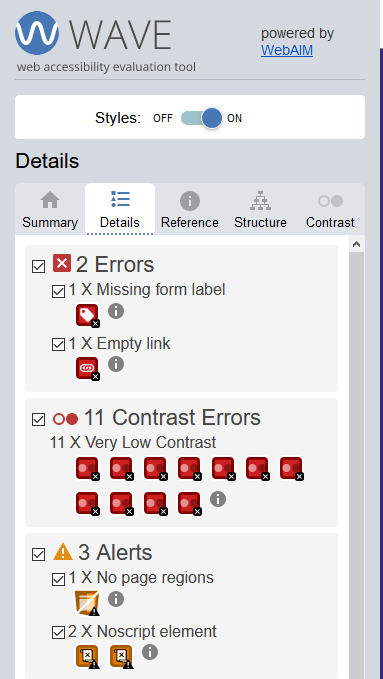 WAVE
powered by
WebAIM
web accessibility evaluation tool
Styles: OFF ON
Details
Summary Details Reference Structure Contrast
2 Errors
1 X Missing form label
1 X Empty link
11 Contrast Errors
11 X Very Low Contrast
3 Alerts
1 X No page regions
2 X Noscript element